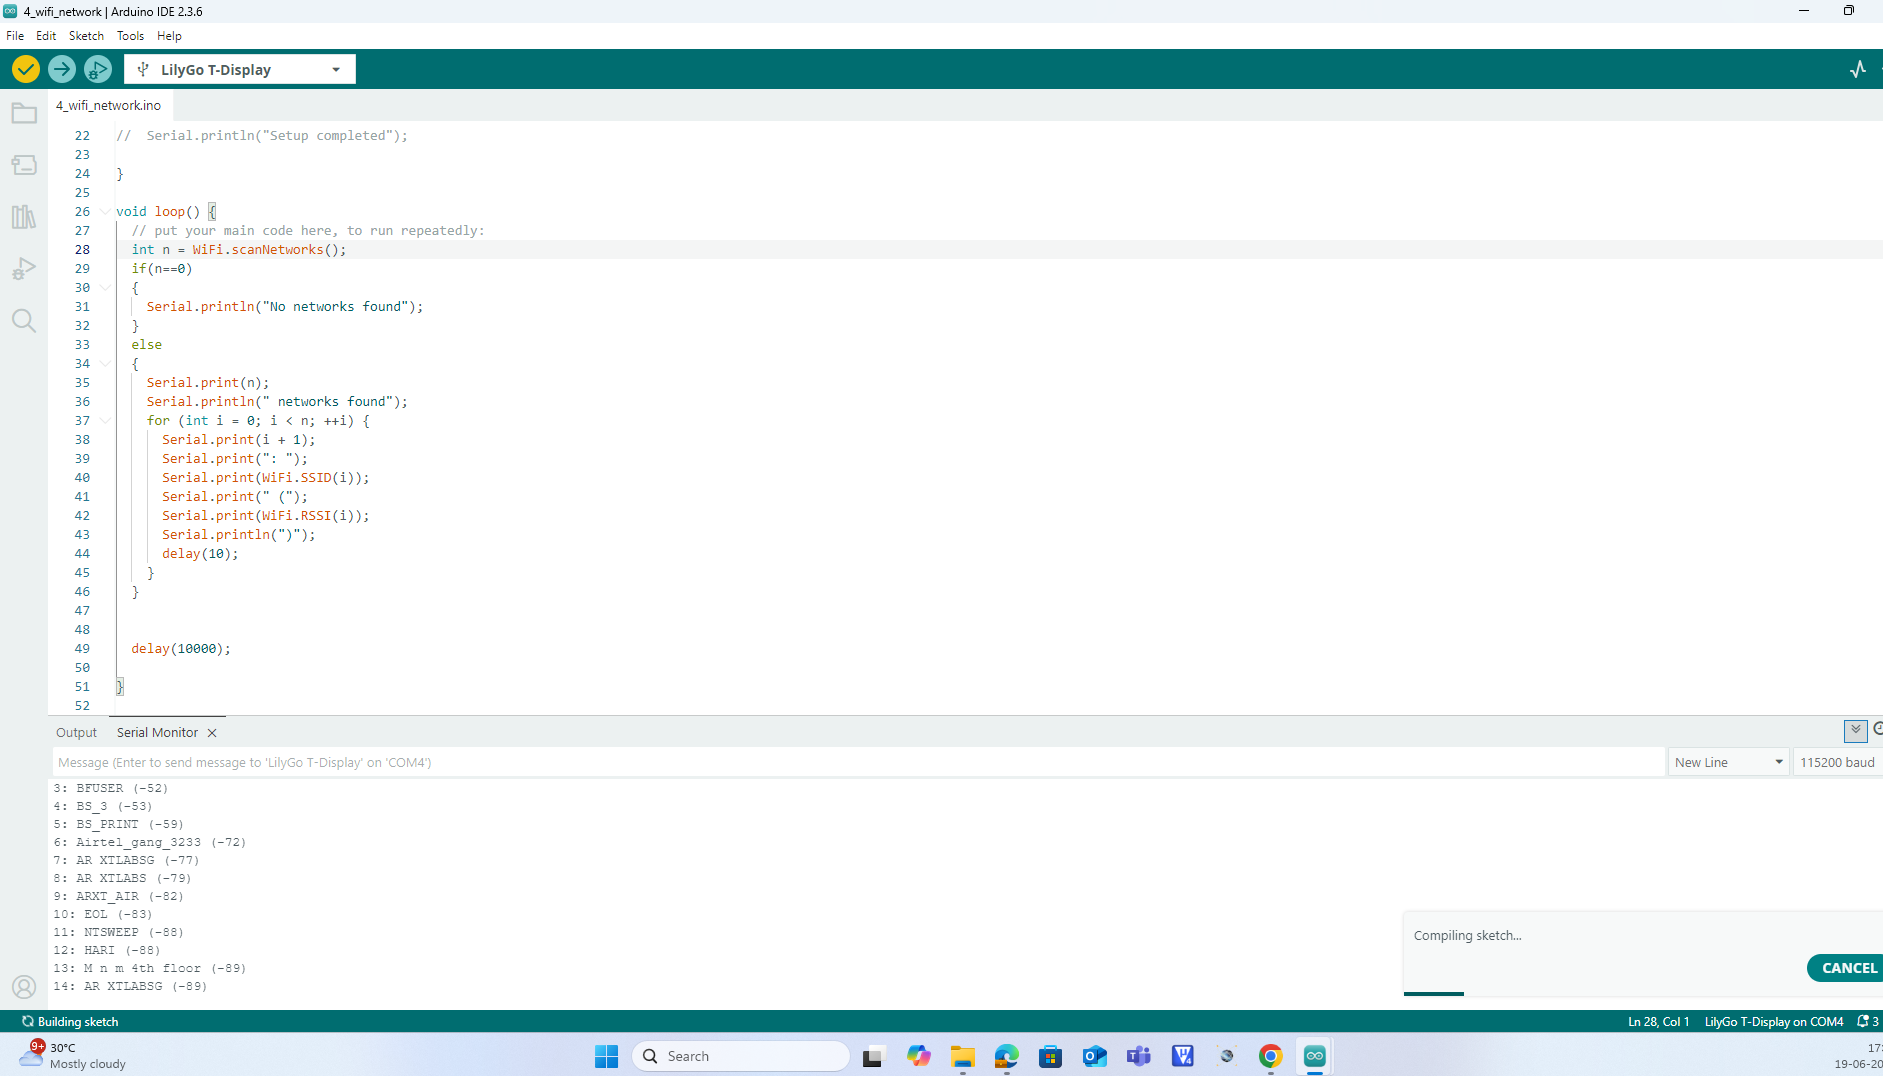 4_wifi_network | Arduino IDE 2.3.6
File Edit Sketch Tools Help
LilyGo T-Display
4_wifi_network.ino
22 //  Serial.println("Setup completed");
23
24 }
25
26 void loop() {
27 // put your main code here, to run repeatedly:
28 int n = WiFi.scanNetworks();
29 if(n==0)
30 {
31 Serial.println("No networks found");
32 }
33 else
34 {
35 Serial.print(n);
36 Serial.println(" networks found");
37 for (int i = 0; i < n; ++i) {
38 Serial.print(i + 1);
39 Serial.print(": ");
40 Serial.print(WiFi.SSID(i));
41 Serial.print(" (");
42 Serial.print(WiFi.RSSI(i));
43 Serial.println(")");
44 delay(10);
45 }
46 }
47
48
49 delay(10000);
50
51 }
52
Output Serial Monitor
Message (Enter to send message to 'LilyGo T-Display' on 'COM4')
New Line 115200 baud
3: BFUSER (-52)
4: BS_3 (-53)
5: BS_PRINT (-59)
6: Airtel_gang_3233 (-72)
7: AR XTLABSG (-77)
8: AR XTLABS (-79)
9: ARXT_AIR (-82)
10: EOL (-83)
11: NTSWEEP (-88)
12: HARI (-88)
13: M n m 4th floor (-89)
14: AR XTLABSG (-89)
Compiling sketch...
CANCEL
Building sketch
Ln 28, Col 1 LilyGo T-Display on COM4 3
9+
30°C
Mostly cloudy
Search
17:
19-06-20